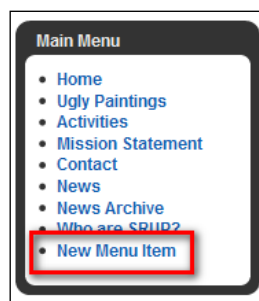 Main Menu
Home
Ugly Paintings
Activities
Mission Statement
Contact
News
News Archive
Who are SRUP?
New Menu Item